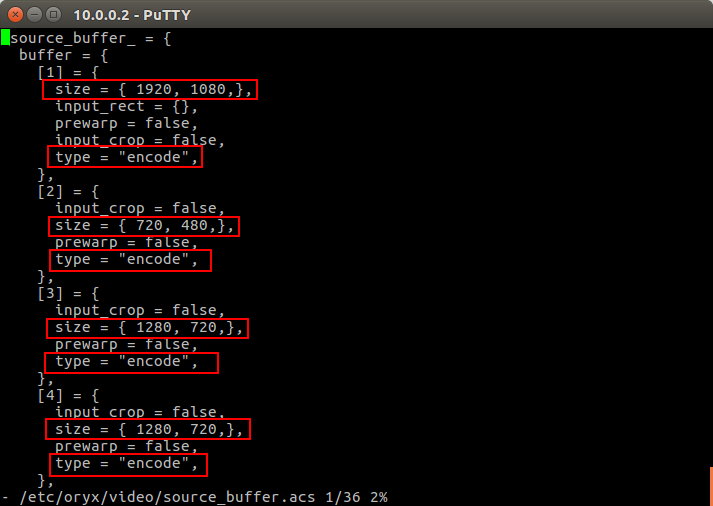 10.0.0.2 - PuTTY
source_buffer_ = {
  buffer = {
    [1] = {
      size = { 1920, 1080,},
      input_rect = {},
      prewarp = false,
      input_crop = false,
      type = "encode",
    },
    [2] = {
      input_crop = false,
      size = { 720, 480,},
      prewarp = false,
      type = "encode",
    },
    [3] = {
      input_crop = false,
      size = { 1280, 720,},
      prewarp = false,
      type = "encode",
    },
    [4] = {
      input_crop = false,
      size = { 1280, 720,},
      prewarp = false,
      type = "encode",
    },
- /etc/oryx/video/source_buffer.acs 1/36 2%